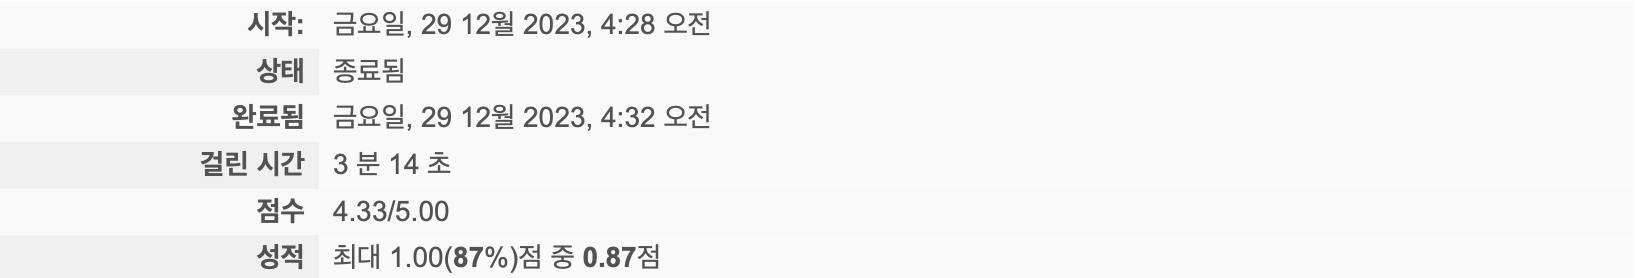 시작: 금요일, 29 12월 2023, 4:28 오전
상태 종료됨
완료됨 금요일, 29 12월 2023, 4:32 오전
걸린 시간 3 분 14 초
점수 4.33/5.00
성적 최대 1.00(87%)점 중 0.87점